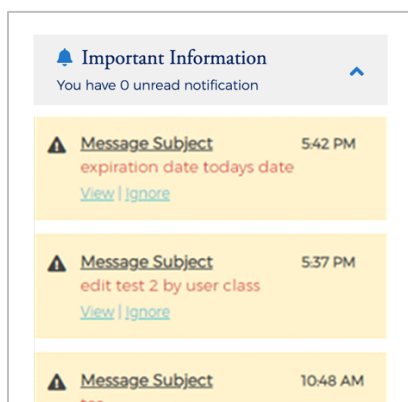 Important Information
You have 0 unread notification
Message Subject 5:42 PM
expiration date todays date
View | Ignore
Message Subject 5:37 PM
edit test 2 by user class
View | Ignore
Message Subject 10:48 AM